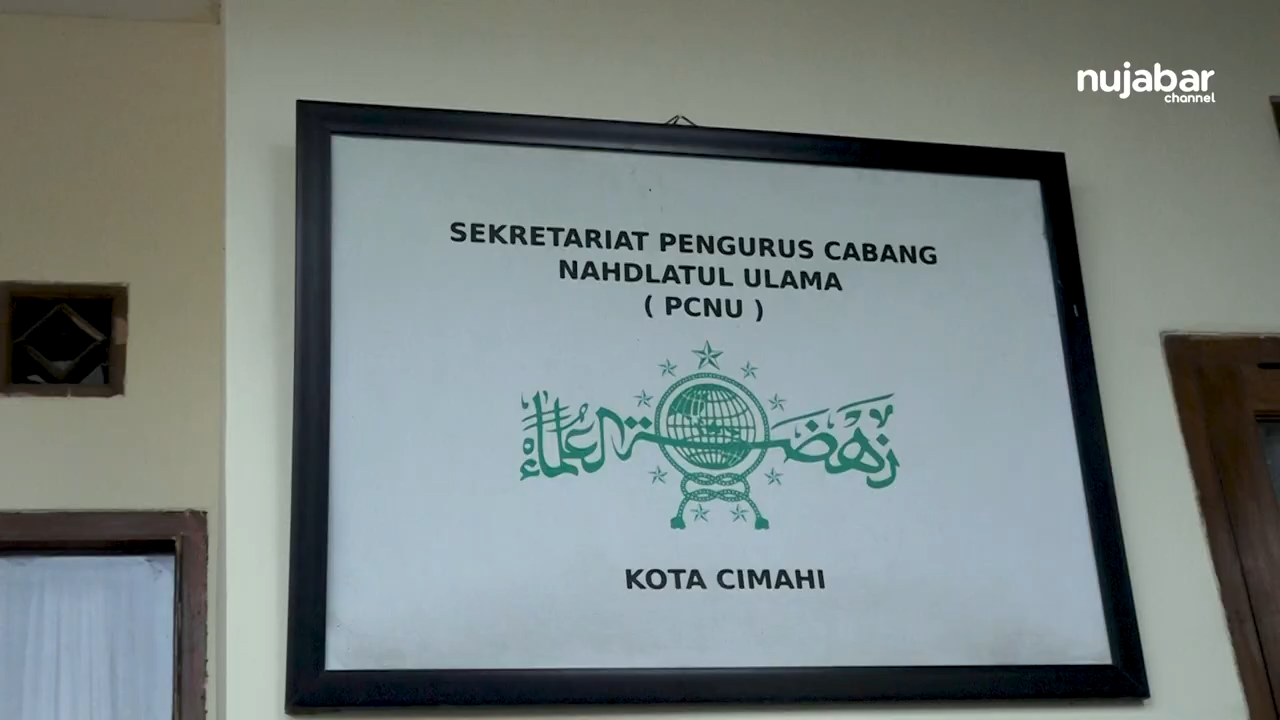 nujabar
channel
SEKRETARIAT PENGURUS CABANG
NAHDLATUL ULAMA
( PCNU )
نهضة العلماء
KOTA CIMAHI